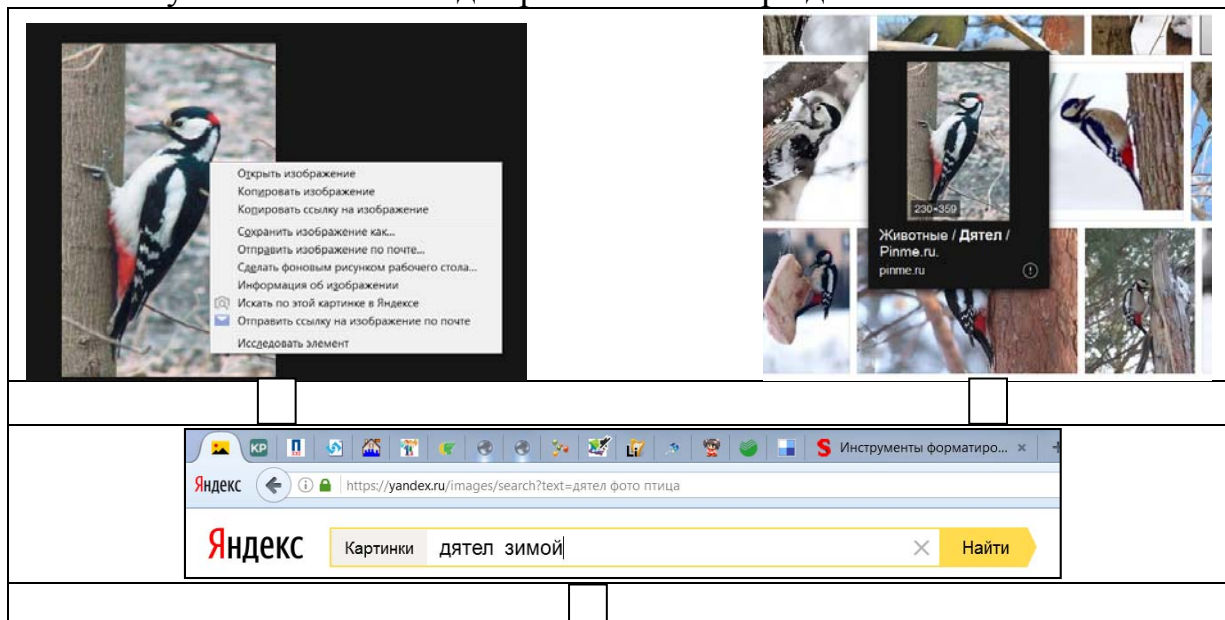 Открыть изображение
Копировать изображение
Копировать ссылку на изображение
Сохранить изображение как...
Отправить изображение по почте...
Сделать фоновым рисунком рабочего стола...
Информация об изображении
Искать по этой картинке в Яндексе
Отправить ссылку на изображение по почте
Исследовать элемент
230×359
Животные / Дятел /
Pinme.ru.
pinme.ru
KP
Li
S Инструменты форматиро... ×
Яндекс https://yandex.ru/images/search?text=дятел фото птица
Яндекс Картинки дятел зимой Найти